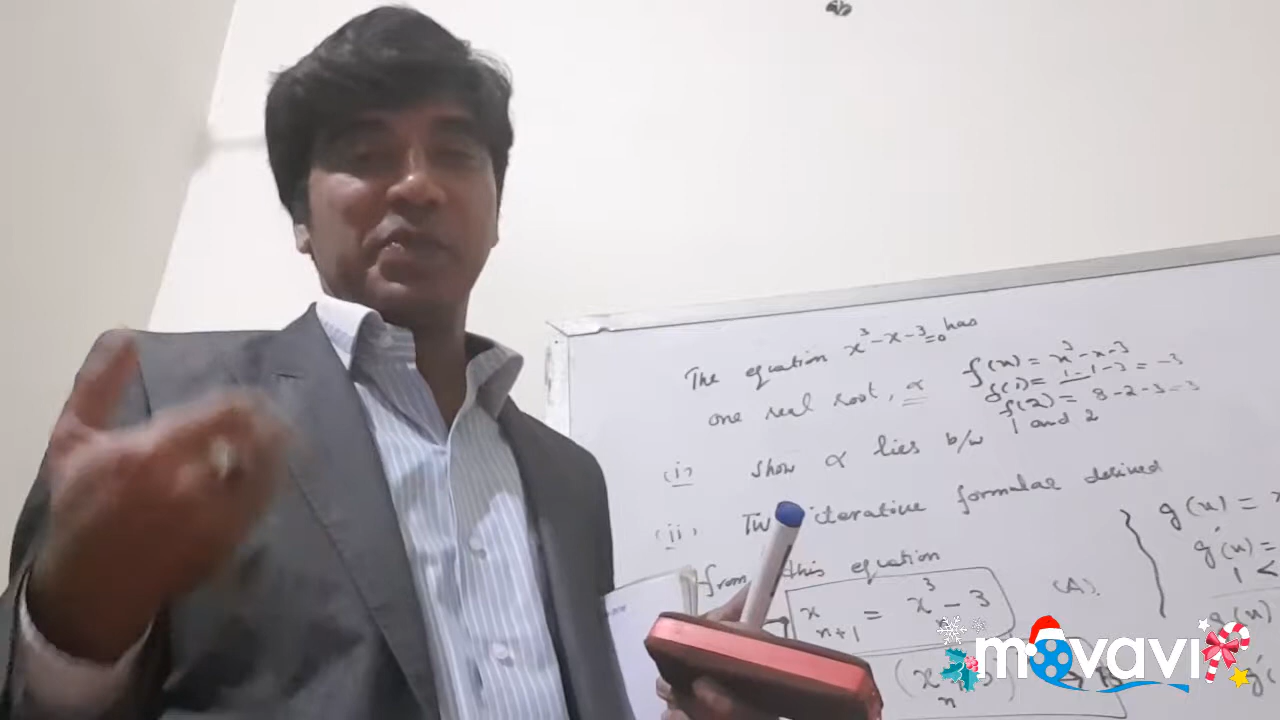 The equation x³-x-3=0 has
one real root, α
f(x) = x³-x-3
f(1) = 1-1-3 = -3
f(2) = 8-2-3=3
(i) show α lies b/w 1 and 2
(ii) iterative formulae derived
from this equation
x n+1 = x³ n - 3 (A)
g(x) =
g'(x) =
1 <
g(x)
(x n
B
g'(
movavi